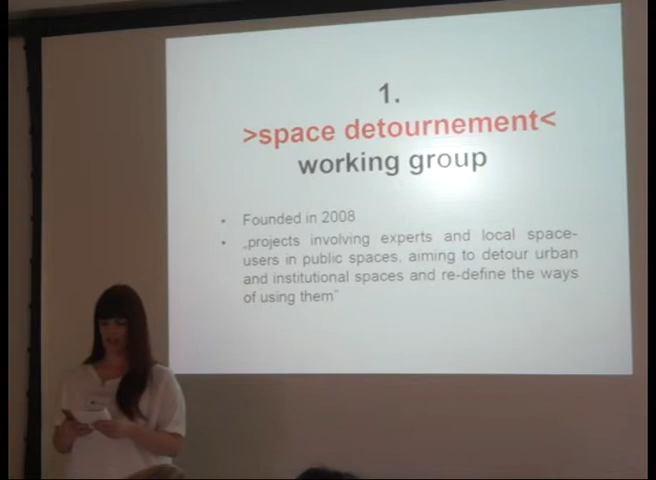 1.
>space detournement<
working group
• Founded in 2008
• „projects involving experts and local space-
users in public spaces, aiming to detour urban
and institutional spaces and re-define the ways
of using them”